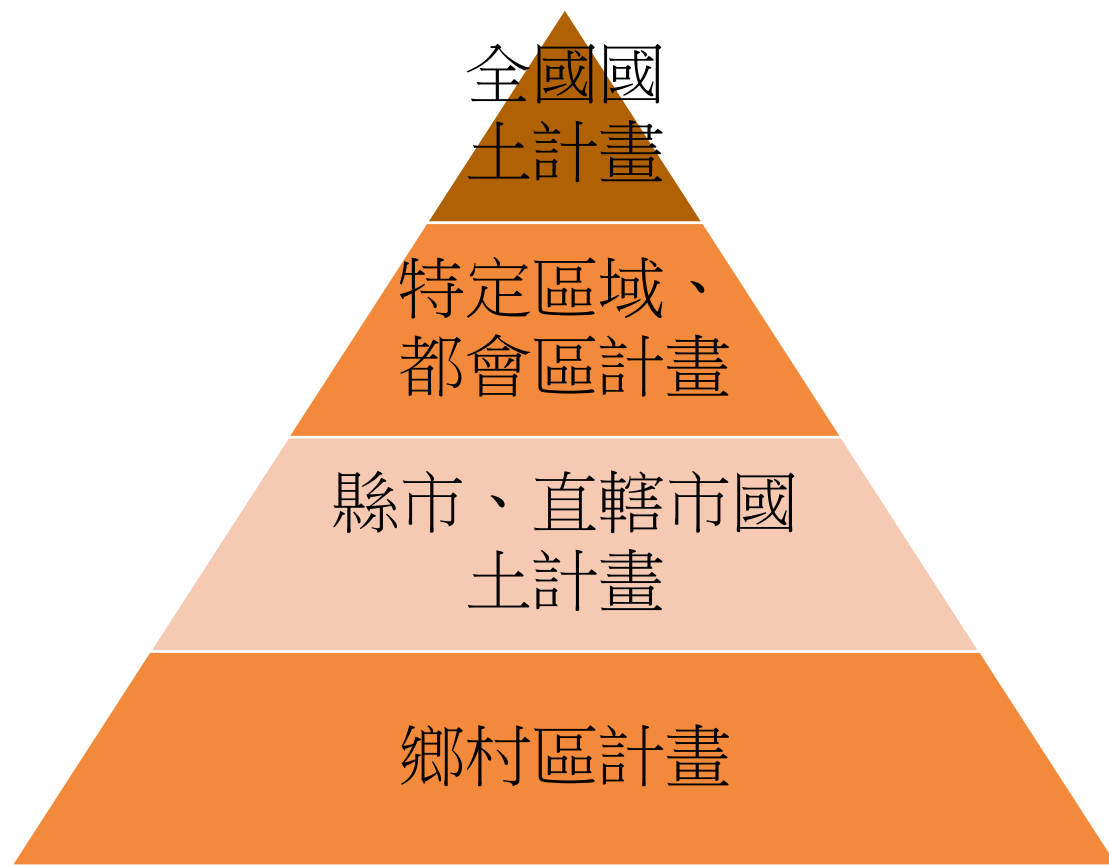 全國國
土計畫
特定區域、
都會區計畫
縣市、直轄市國
土計畫
鄉村區計畫